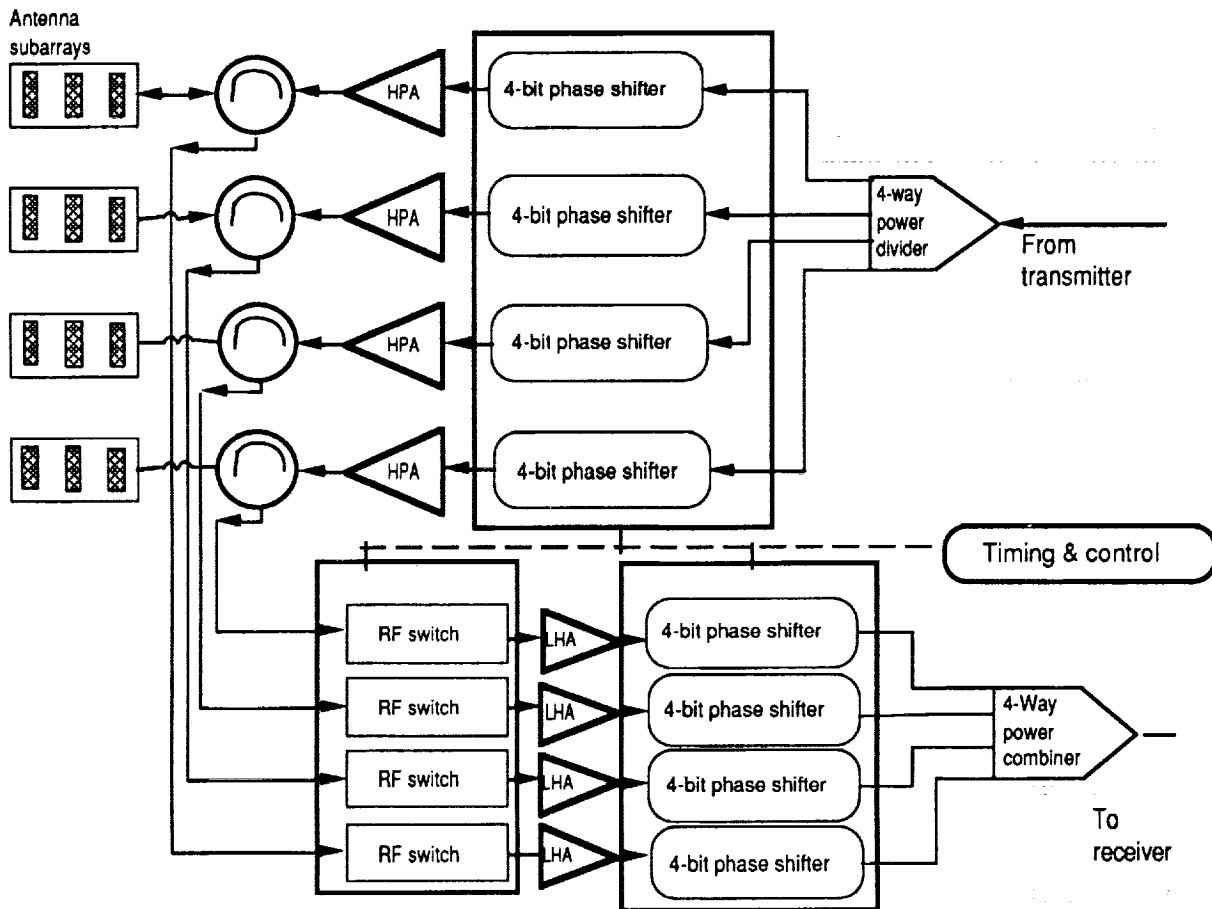 Antenna
subarrays
HPA
4-bit phase shifter
HPA
4-bit phase shifter
4-way
power
divider
From
transmitter
HPA
4-bit phase shifter
HPA
4-bit phase shifter
Timing & control
RF switch
LHA
4-bit phase shifter
RF switch
LHA
4-bit phase shifter
4-Way
power
combiner
RF switch
LHA
4-bit phase shifter
RF switch
LHA
4-bit phase shifter
To
receiver